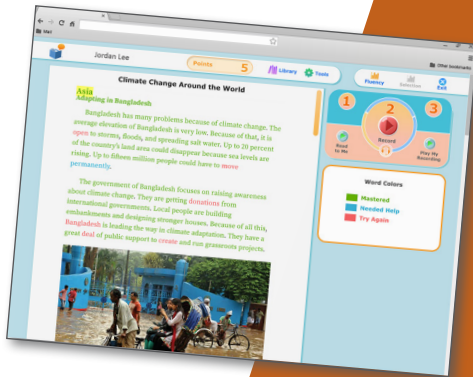 Mail
Other bookmarks
Jordan Lee
Points 5
Library
Tools
Fluency
Selection
Exit
Climate Change Around the World
Asia
Adapting in Bangladesh
Bangladesh has many problems because of climate change. The
average elevation of Bangladesh is very low. Because of that, it is
open to storms, floods, and spreading salt water. Up to 20 percent
of the country's land area could disappear because sea levels are
rising. Up to fifteen million people could have to move
permanently.
The government of Bangladesh focuses on raising awareness
about climate change. They are getting donations from
international governments. Local people are building
embankments and designing stronger houses. Because of all this,
Bangladesh is leading the way in climate adaptation. They have a
great deal of public support to create and run grassroots projects.
1
2
3
Read
to Me
Record
Play My
Recording
Word Colors
Mastered
Needed Help
Try Again